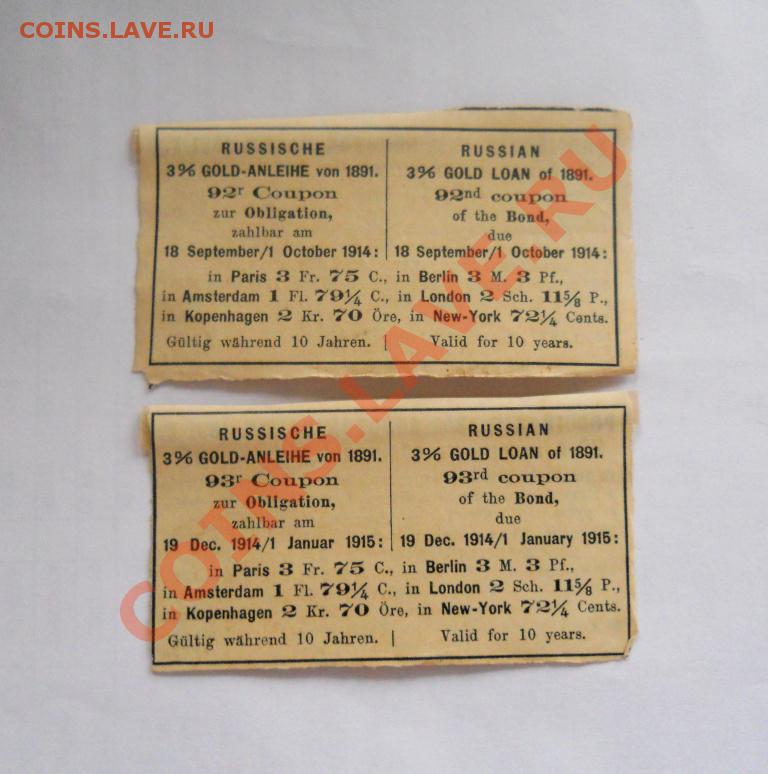 COINS.LAVE.RU
RUSSISCHE
3% GOLD-ANLEIHE von 1891.
92r Coupon
zur Obligation,
zahlbar am
18 September/1 October 1914:
RUSSIAN
3% GOLD LOAN of 1891.
92nd coupon
of the Bond,
due
18 September/1 October 1914:
in Paris 3 Fr. 75 C., in Berlin 3 M. 3 Pf.,
in Amsterdam 1 Fl. 79¼ C., in London 2 Sch. 11⅝ P.,
in Kopenhagen 2 Kr. 70 Öre, in New-York 72¼ Cents.
Gültig während 10 Jahren. | Valid for 10 years.
RUSSISCHE
3% GOLD-ANLEIHE von 1891.
93r Coupon
zur Obligation,
zahlbar am
19 Dec. 1914/1 Januar 1915:
RUSSIAN
3% GOLD LOAN of 1891.
93rd coupon
of the Bond,
due
19 Dec. 1914/1 January 1915:
in Paris 3 Fr. 75 C., in Berlin 3 M. 3 Pf.,
in Amsterdam 1 Fl. 79¼ C., in London 2 Sch. 11⅝ P.,
in Kopenhagen 2 Kr. 70 Öre, in New-York 72¼ Cents.
Gültig während 10 Jahren. | Valid for 10 years.
COINS.LAVE.RU